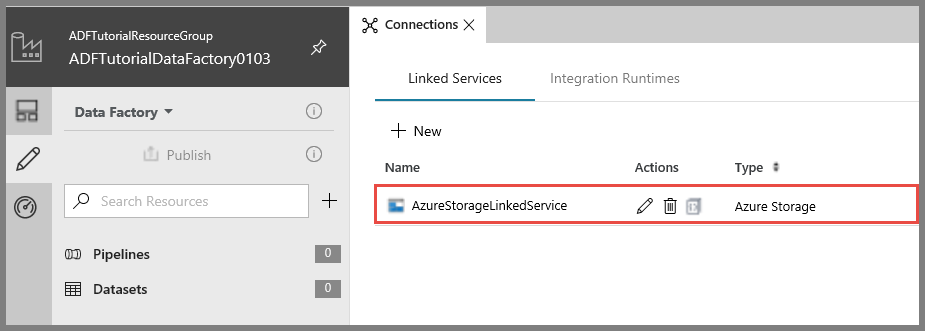 ADFTutorialResourceGroup
ADFTutorialDataFactory0103
Data Factory
Publish
Search Resources
Pipelines 0
Datasets 0
Connections
Linked Services Integration Runtimes
New
Name Actions Type
AzureStorageLinkedService Azure Storage